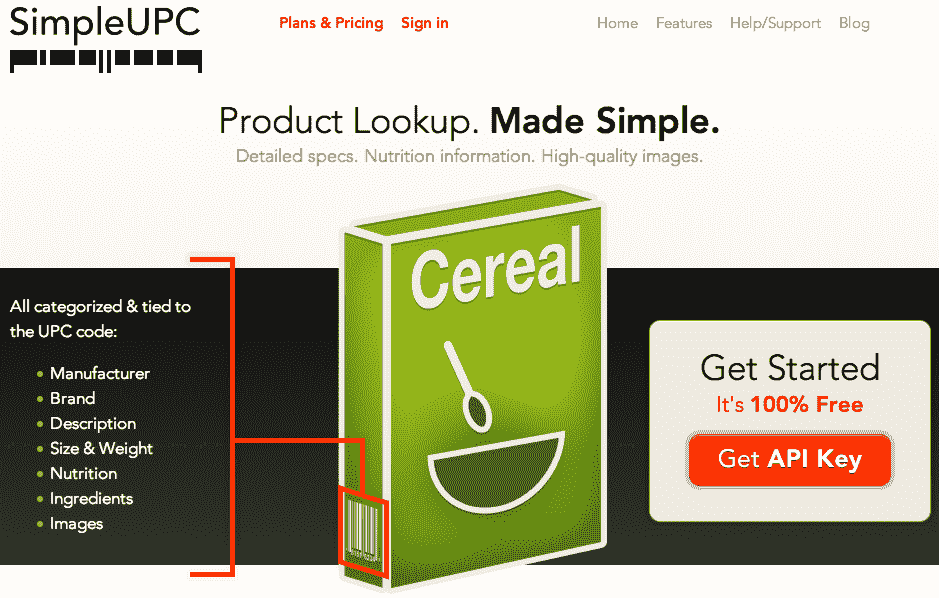 SimpleUPC
Plans & Pricing Sign in
Home Features Help/Support Blog
Product Lookup. Made Simple.
Detailed specs. Nutrition information. High-quality images.
Cereal
All categorized & tied to
the UPC code:
• Manufacturer
• Brand
• Description
• Size & Weight
• Nutrition
• Ingredients
• Images
Get Started
It's 100% Free
Get API Key